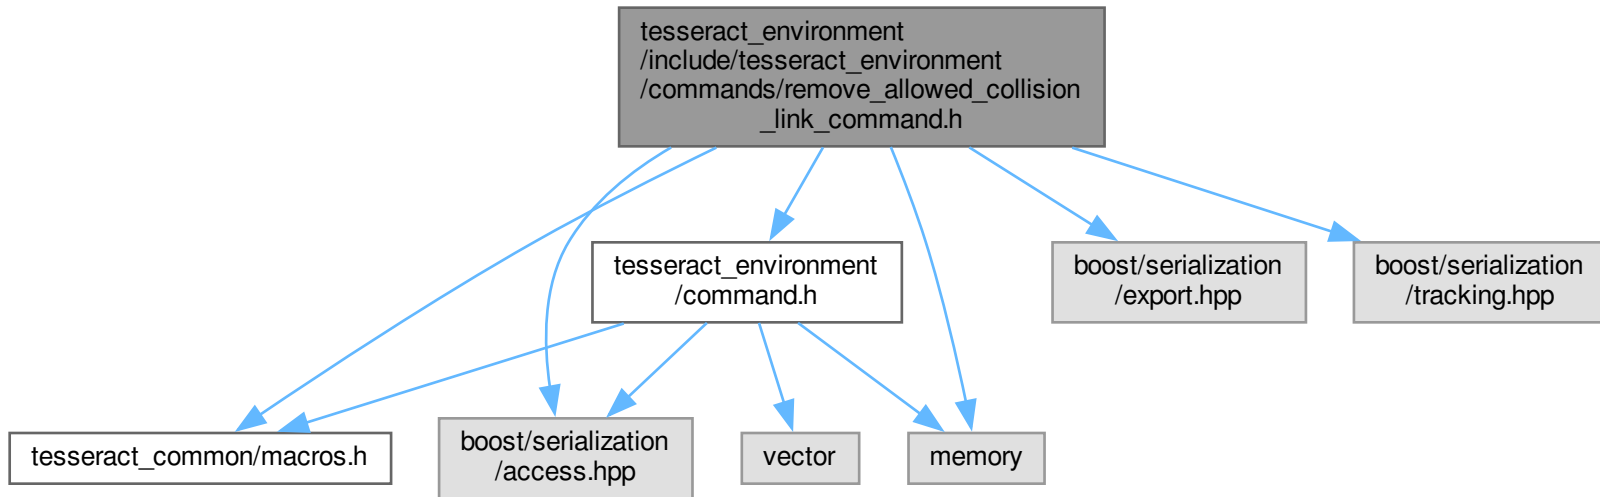 tesseract_environment
/include/tesseract_environment
/commands/remove_allowed_collision
_link_command.h
tesseract_environment
/command.h
boost/serialization
/export.hpp
boost/serialization
/tracking.hpp
tesseract_common/macros.h
boost/serialization
/access.hpp
vector
memory